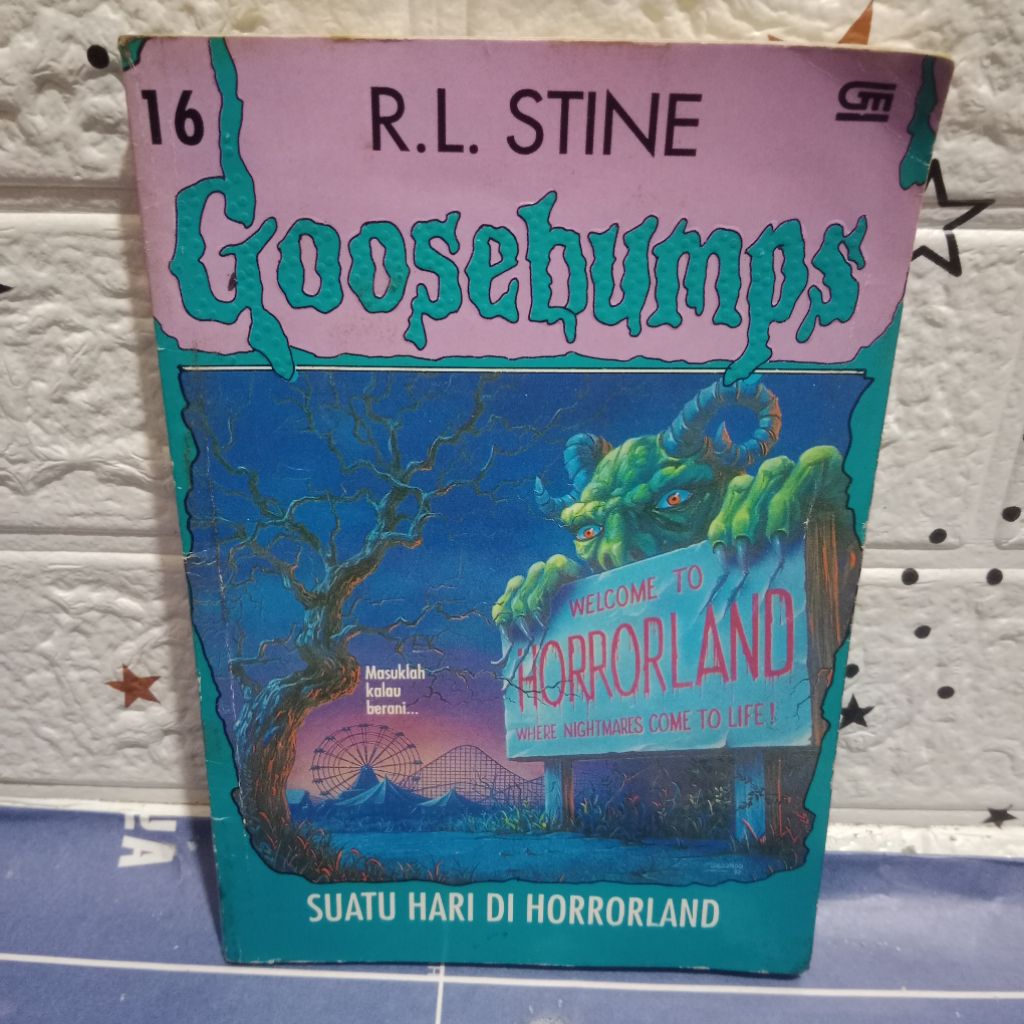 16
R.L. STINE
GM
Goosebumps
WELCOME TO
HORRORLAND
WHERE NIGHTMARES COME TO LIFE!
Masuklah
kalau
berani...
SUATU HARI DI HORRORLAND